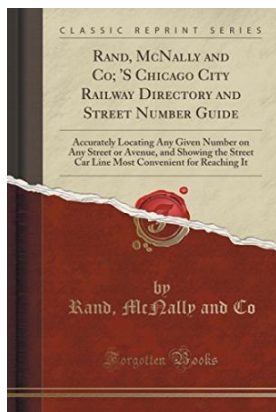 CLASSIC REPRINT SERIES
RAND, MCNALLY AND
CO; 'S CHICAGO CITY
RAILWAY DIRECTORY AND
STREET NUMBER GUIDE
Accurately Locating Any Given Number on
Any Street or Avenue, and Showing the Street
Car Line Most Convenient for Reaching It
by
Rand, McNally and Co
Forgotten Books